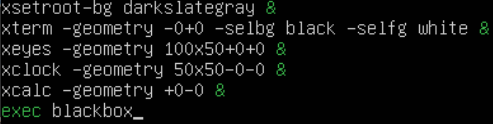 xsetroot-bg darkslategray &
xterm -geometry -0+0 -selbg black -selfg white &
xeyes -geometry 100x50+0+0 &
xclock -geometry 50x50-0-0 &
xcalc -geometry +0-0 &
exec blackbox_